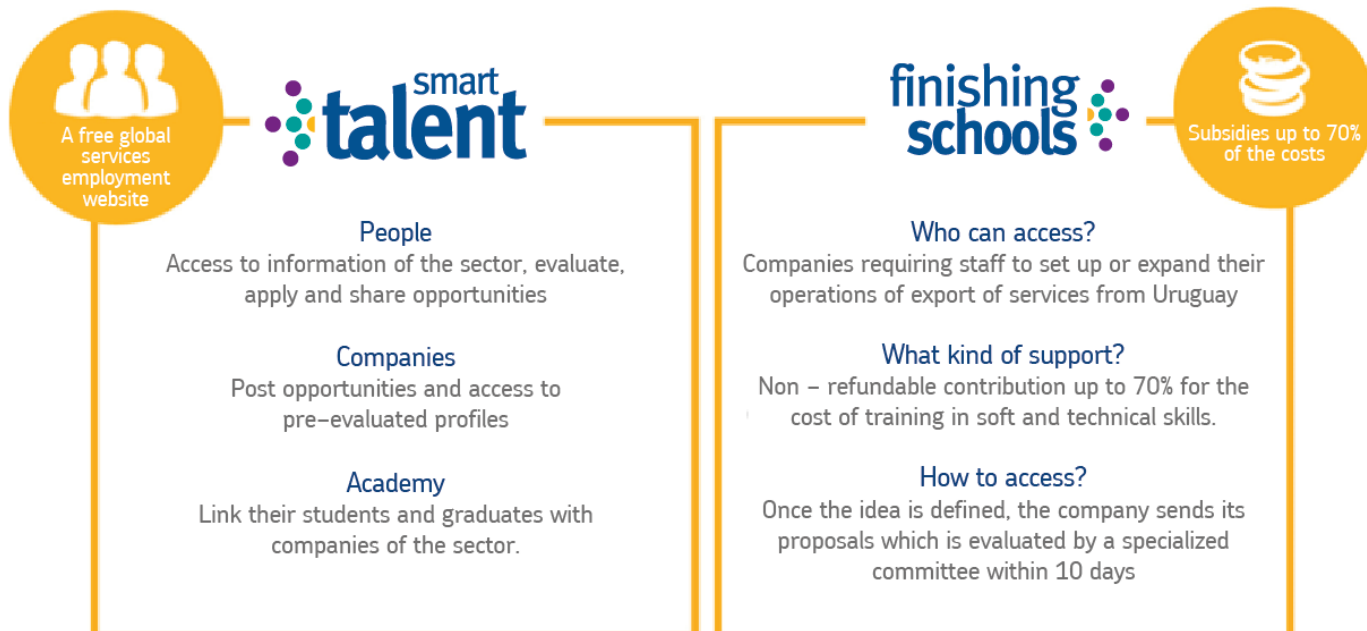 A free global
services
employment
website
smart
talent
People
Access to information of the sector, evaluate,
apply and share opportunities
Companies
Post opportunities and access to
pre-evaluated profiles
Academy
Link their students and graduates with
companies of the sector.
finishing
schools
Subsidies up to 70%
of the costs
Who can access?
Companies requiring staff to set up or expand their
operations of export of services from Uruguay
What kind of support?
Non – refundable contribution up to 70% for the
cost of training in soft and technical skills.
How to access?
Once the idea is defined, the company sends its
proposals which is evaluated by a specialized
committee within 10 days